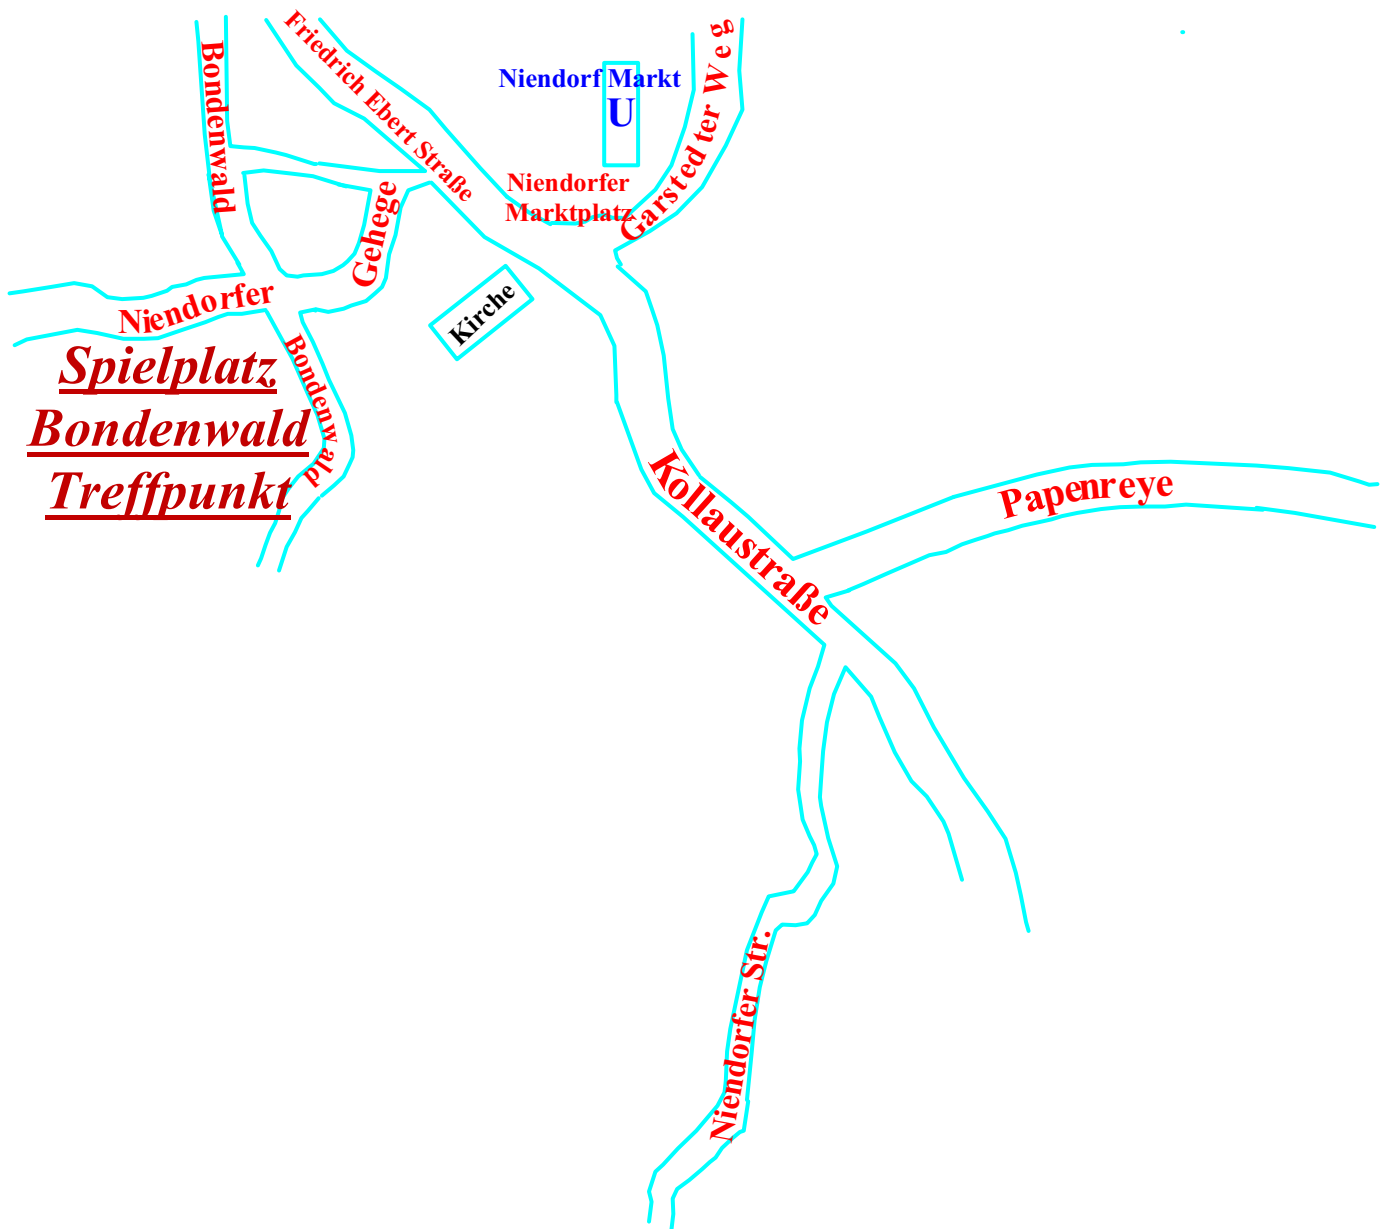 Bondenwald
Friedrich Ebert Straße
Niendorf Markt
U
Garstedter Weg
Niendorfer
Marktplatz
Gehege
Niendorfer
Kirche
Spielplatz
Bondenwald
Treffpunkt
Bondenwald
Kollaustraße
Papenreye
Niendorfer Str.